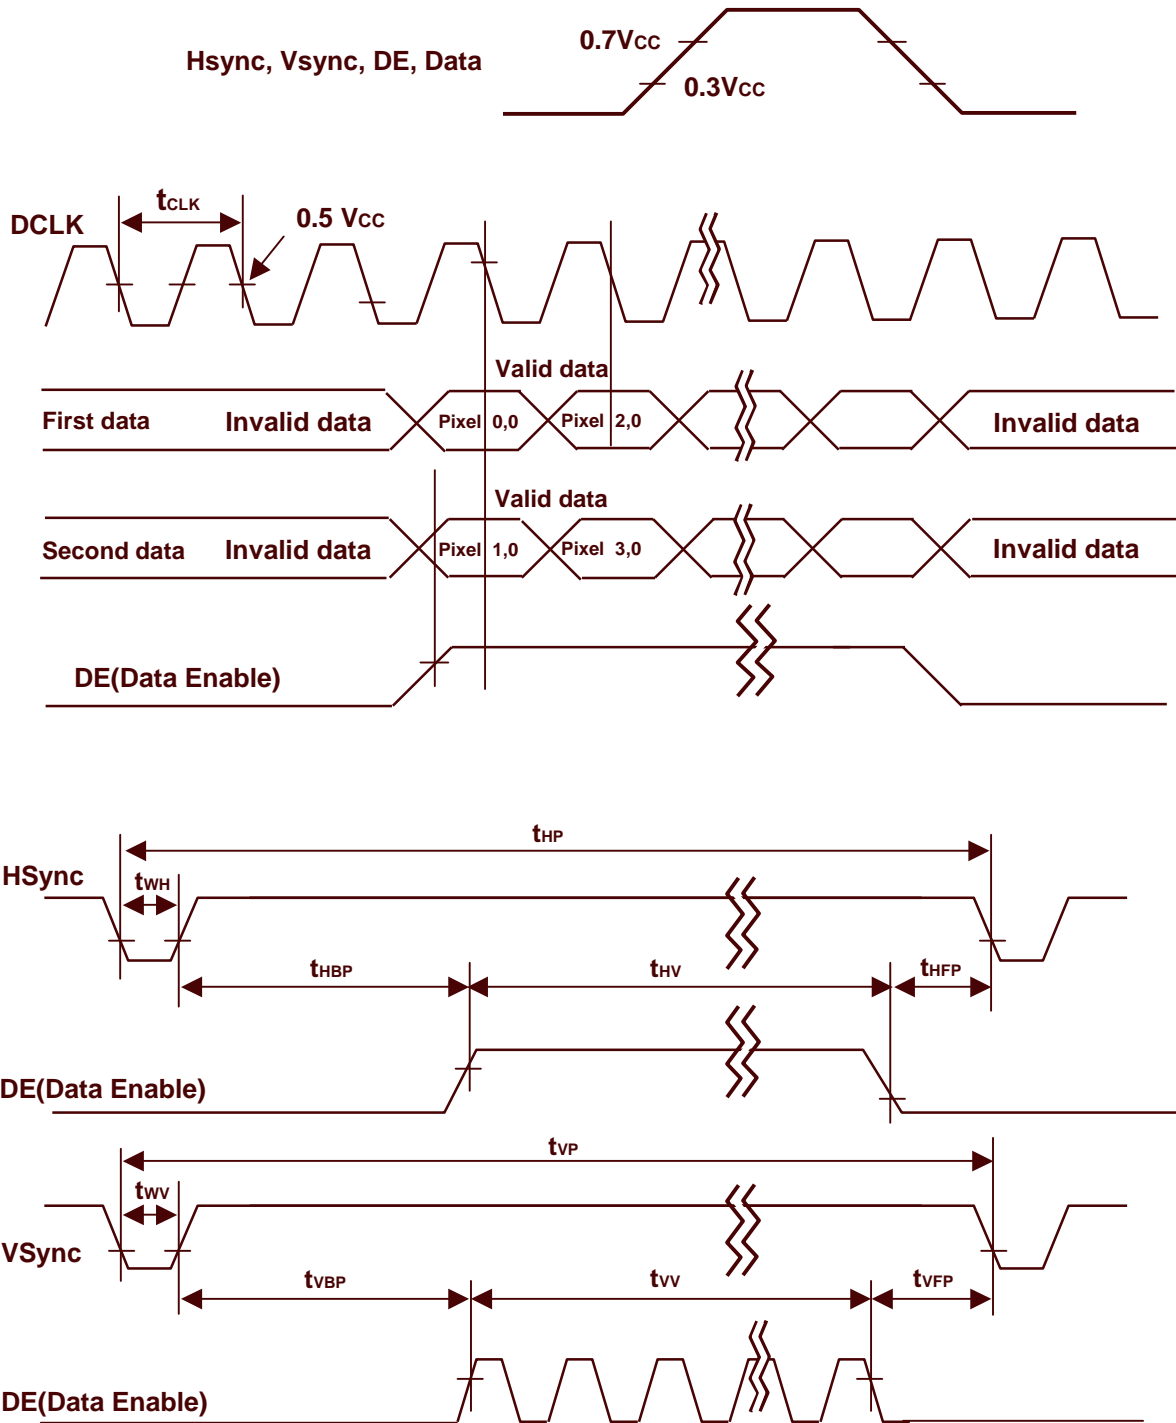 0.7VCC
Hsync, Vsync, DE, Data
0.3VCC
tCLK
0.5 VCC
DCLK
Valid data
First data
Invalid data
Pixel 0,0
Pixel 2,0
Invalid data
Valid data
Second data
Invalid data
Pixel 1,0
Pixel 3,0
Invalid data
DE(Data Enable)
tHP
HSync
tWH
tHBP
tHV
tHFP
DE(Data Enable)
tVP
tWV
VSync
tVBP
tVV
tVFP
DE(Data Enable)